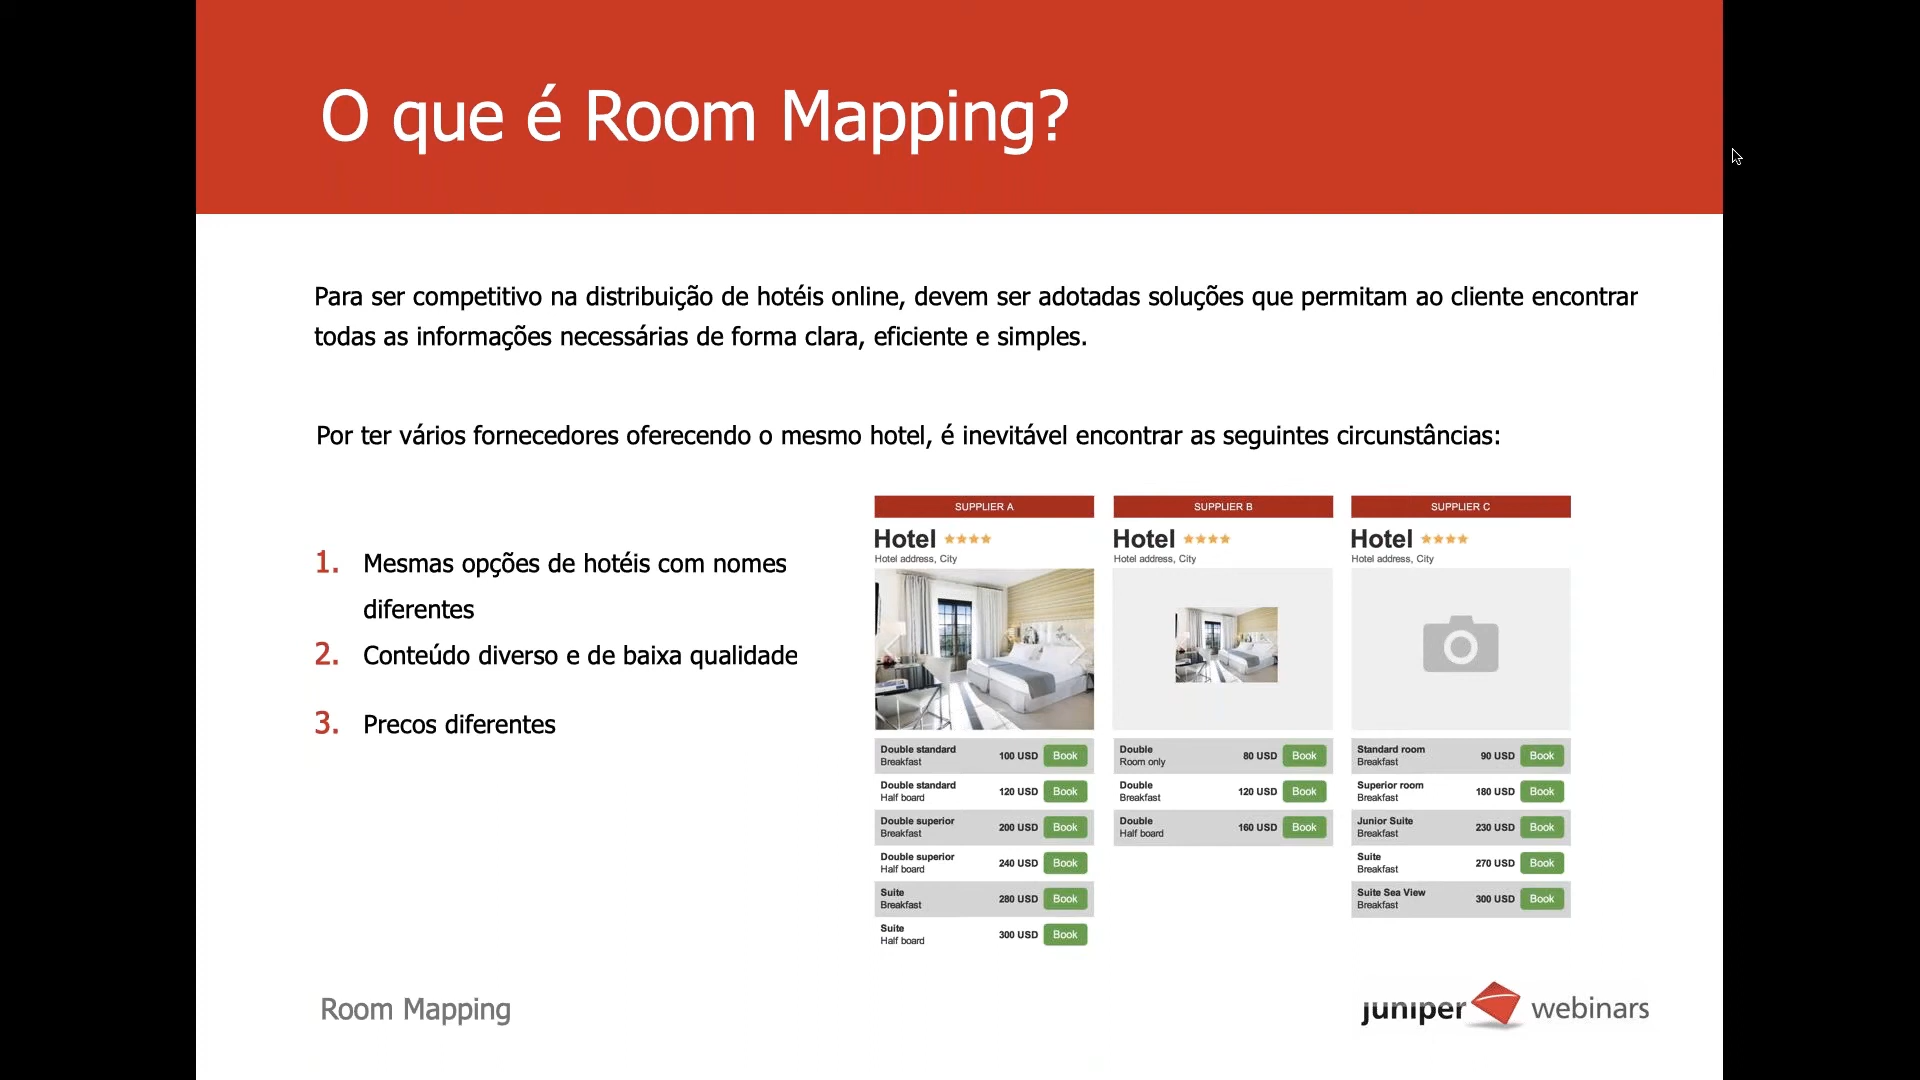 O que é Room Mapping?
Para ser competitivo na distribuição de hotéis online, devem ser adotadas soluções que permitam ao cliente encontrar
todas as informações necessárias de forma clara, eficiente e simples.
Por ter vários fornecedores oferecendo o mesmo hotel, é inevitável encontrar as seguintes circunstâncias:
1. Mesmas opções de hotéis com nomes
diferentes
2. Conteúdo diverso e de baixa qualidade
3. Precos diferentes
SUPPLIER A
Hotel
Hotel address, City
Double standard 100 USD Book
Breakfast
Double standard 120 USD Book
Half board
Double superior 200 USD Book
Breakfast
Double superior 240 USD Book
Half board
Suite 280 USD Book
Breakfast
Suite 300 USD Book
Half board
SUPPLIER B
Hotel
Hotel address, City
Double 80 USD Book
Room only
Double 120 USD Book
Breakfast
Double 160 USD Book
Half board
SUPPLIER C
Hotel
Hotel address, City
Standard room 90 USD Book
Breakfast
Superior room 180 USD Book
Breakfast
Junior Suite 230 USD Book
Breakfast
Suite 270 USD Book
Breakfast
Suite Sea View 300 USD Book
Breakfast
Room Mapping
juniper webinars